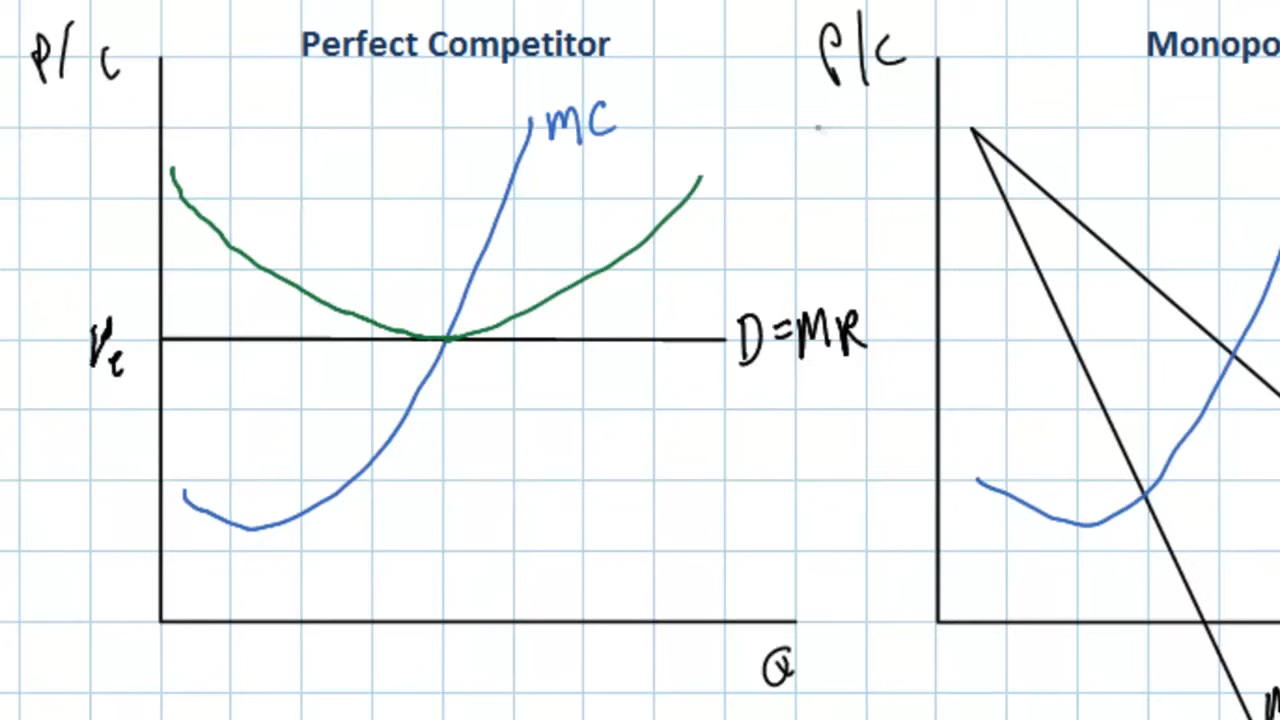 Perfect Competitor
Monopo
P/C
P/C
MC
Pe
D=MR
Q